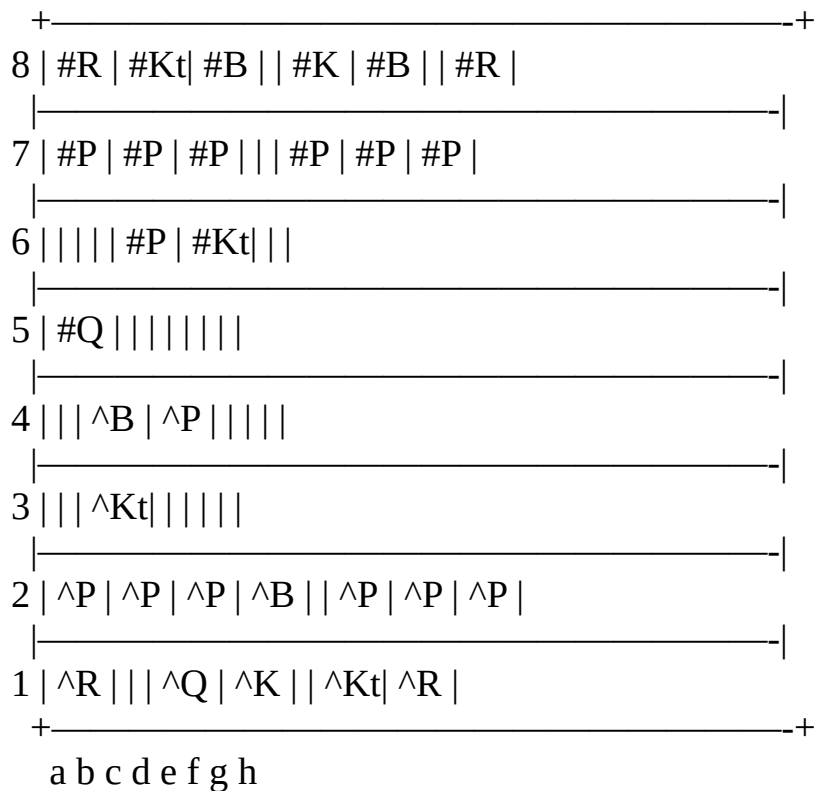 +———————————————————-+
8 | #R | #Kt| #B | | #K | #B | | #R |
|———————————————————-|
7 | #P | #P | #P | | | #P | #P | #P |
|———————————————————-|
6 | | | | | #P | #Kt| | |
|———————————————————-|
5 | #Q | | | | | | | |
|———————————————————-|
4 | | | ^B | ^P | | | | |
|———————————————————-|
3 | | | ^Kt| | | | | |
|———————————————————-|
2 | ^P | ^P | ^P | ^B | | ^P | ^P | ^P |
|———————————————————-|
1 | ^R | | | ^Q | ^K | | ^Kt| ^R |
+———————————————————-+
a b c d e f g h